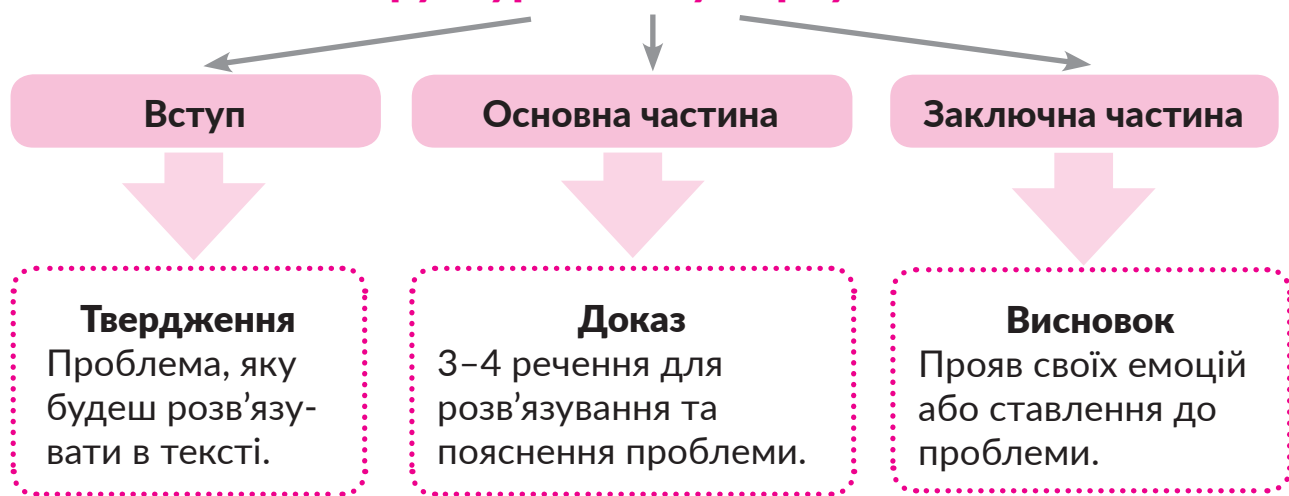 Вступ
Основна частина
Заключна частина
Твердження
Проблема, яку
будеш розв’язу-
вати в тексті.
Доказ
3–4 речення для
розв’язування та
пояснення проблеми.
Висновок
Прояв своїх емоцій
або ставлення до
проблеми.